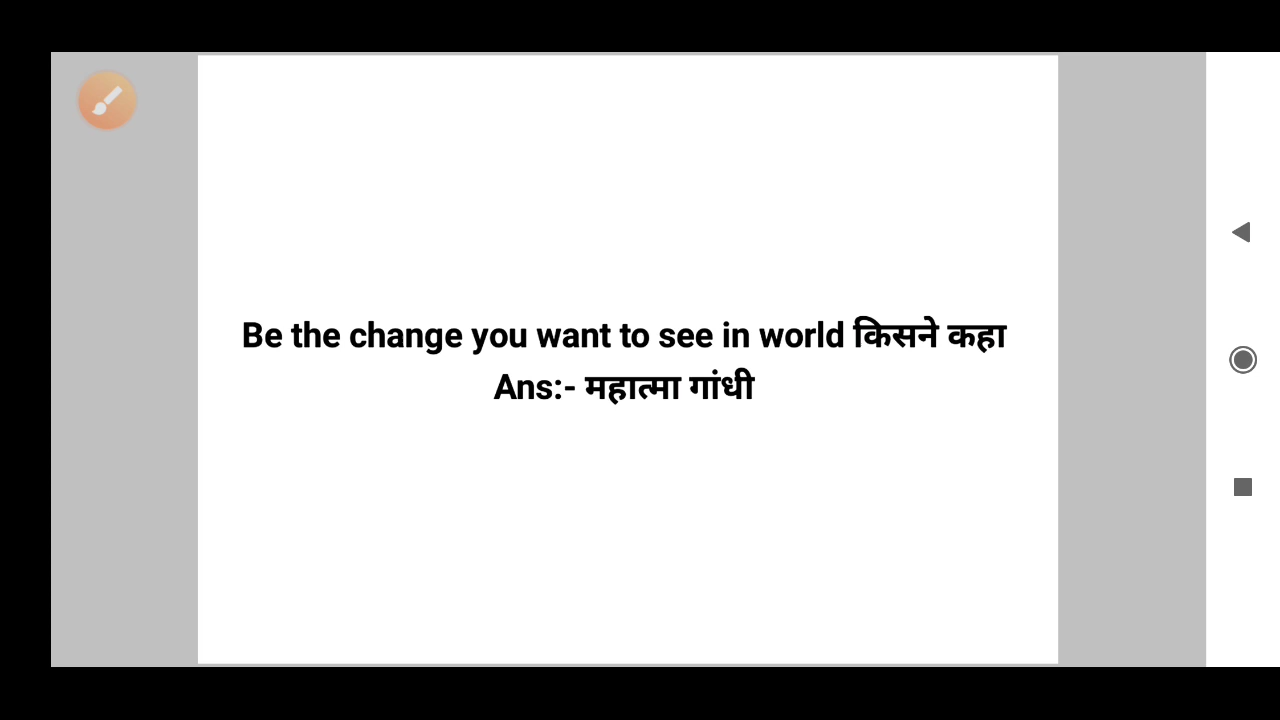 Be the change you want to see in world किसने कहा
Ans:- महात्मा गांधी